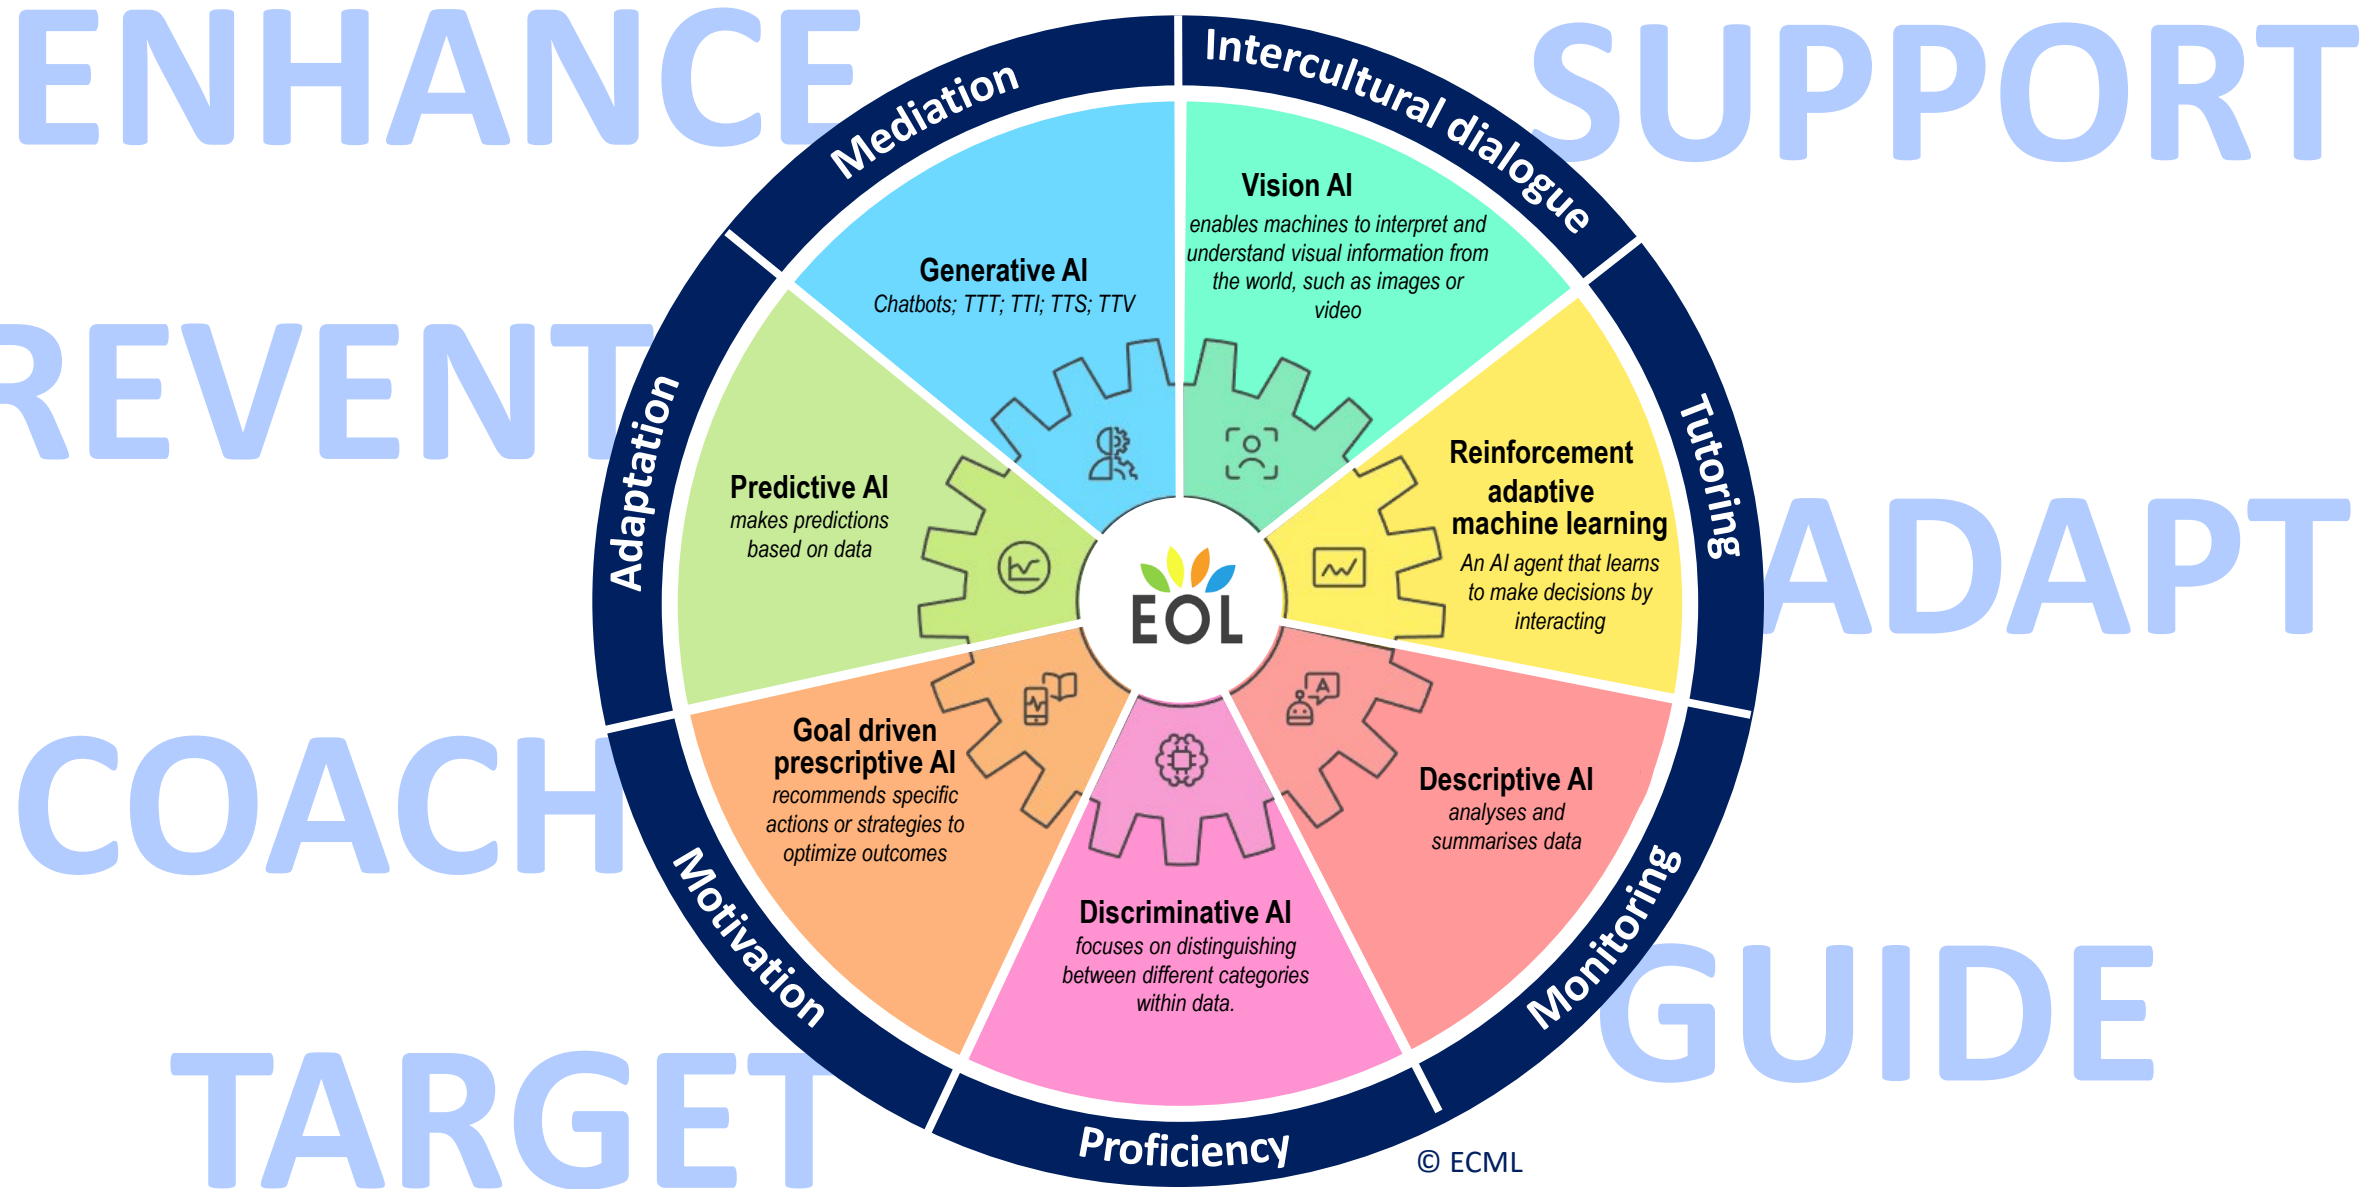 ENHANCE
SUPPORT
REVENT
ADAPT
COACH
GUIDE
TARGET
Mediation
Intercultural dialogue
Tutoring
Monitoring
Proficiency
Motivation
Adaptation
Generative AI
Chatbots; TTT; TTI; TTS; TTV
Vision AI
enables machines to interpret and
understand visual information from
the world, such as images or
video
Reinforcement
adaptive
machine learning
An AI agent that learns
to make decisions by
interacting
Descriptive AI
analyses and
summarises data
Discriminative AI
focuses on distinguishing
between different categories
within data.
Goal driven
prescriptive AI
recommends specific
actions or strategies to
optimize outcomes
Predictive AI
makes predictions
based on data
A
EOL
© ECML